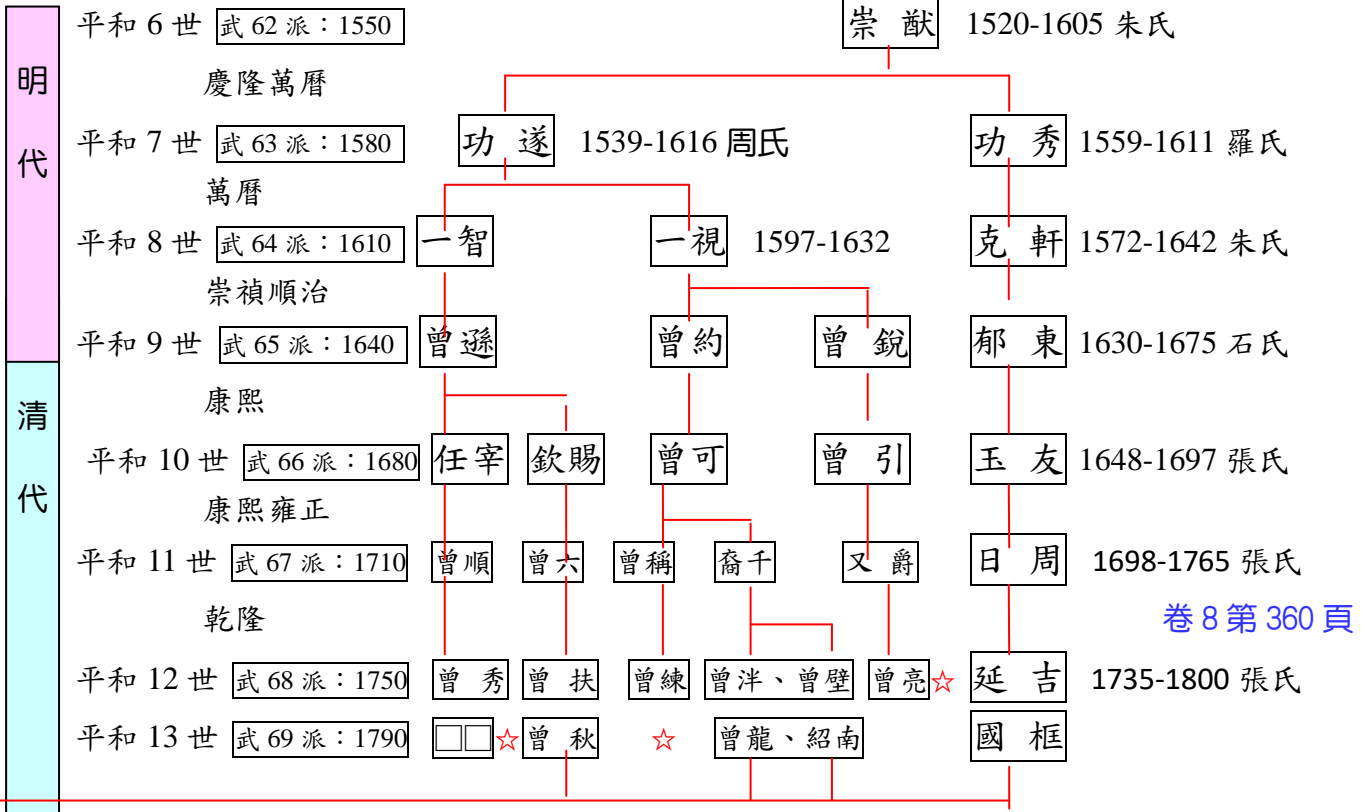 明代
清代
平和 6 世 武 62 派：1550 崇 猷 1520-1605 朱氏
慶隆萬曆
平和 7 世 武 63 派：1580 功 遂 1539-1616 周氏 功 秀 1559-1611 羅氏
萬曆
平和 8 世 武 64 派：1610 一智 一視 1597-1632 克 軒 1572-1642 朱氏
崇禎順治
平和 9 世 武 65 派：1640 曾遜 曾約 曾 銳 郁 東 1630-1675 石氏
康熙
平和 10 世 武 66 派：1680 任宰 欽賜 曾可 曾 引 玉 友 1648-1697 張氏
康熙雍正
平和 11 世 武 67 派：1710 曾順 曾六 曾稱 裔千 又 爵 日 周 1698-1765 張氏
乾隆 卷 8 第 360 頁
平和 12 世 武 68 派：1750 曾 秀 曾 扶 曾練 曾泮、曾壁 曾亮☆ 延 吉 1735-1800 張氏
平和 13 世 武 69 派：1790 □□☆ 曾 秋 ☆ 曾龍、紹南 國 框